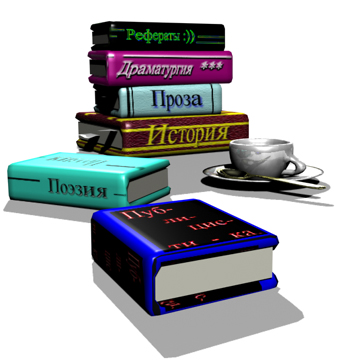 Рефераты :))
Драматургия ***
Проза
История
Поэзия
Пуб-
ли-
цис-
ти - ка